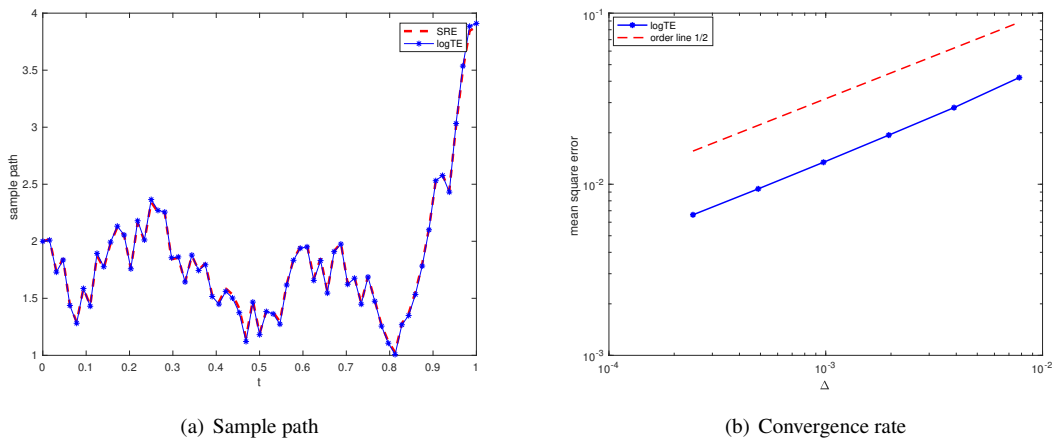 SRE
logTE
4
3.5
3
2.5
2
1.5
1
sample path
0 0.1 0.2 0.3 0.4 0.5 0.6 0.7 0.8 0.9 1
t
(a) Sample path
logTE
order line 1/2
10^-1
10^-2
10^-3
mean square error
10^-4 10^-3 10^-2
Δ
(b) Convergence rate